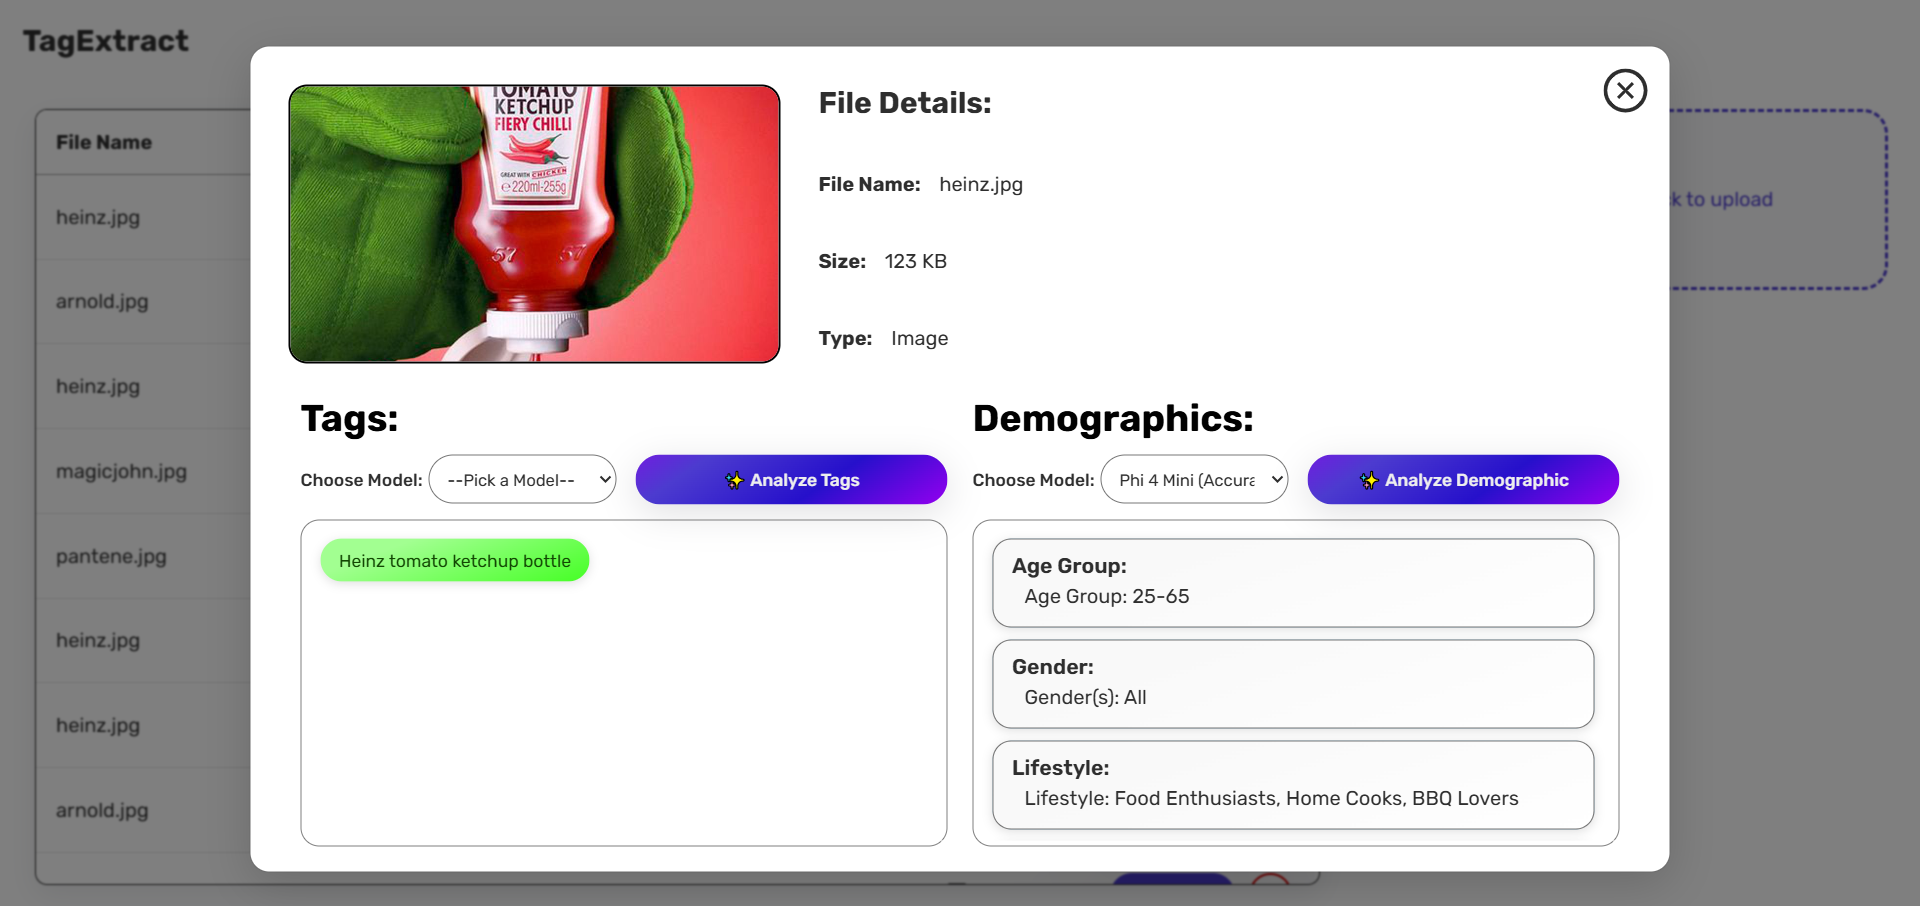 TagExtract
File Name
heinz.jpg
arnold.jpg
heinz.jpg
magicjohn.jpg
pantene.jpg
heinz.jpg
heinz.jpg
arnold.jpg
to upload
TOMATO
KETCHUP
FIERY CHILLI
GREAT WITH CHICKEN
℮220ml-255g
57 57
File Details:
File Name: heinz.jpg
Size: 123 KB
Type: Image
Tags:
Choose Model: --Pick a Model-- ✨ Analyze Tags
Heinz tomato ketchup bottle
Demographics:
Choose Model: Phi 4 Mini (Accura ✨ Analyze Demographic
Age Group:
Age Group: 25-65
Gender:
Gender(s): All
Lifestyle:
Lifestyle: Food Enthusiasts, Home Cooks, BBQ Lovers